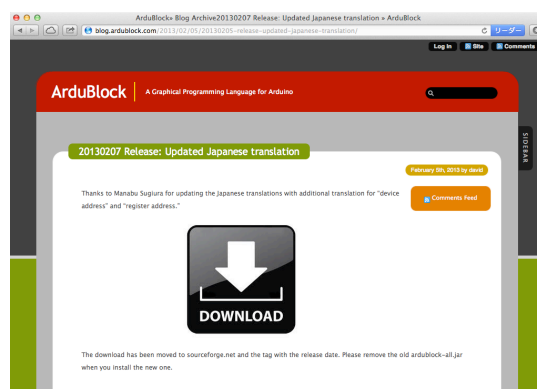 ArduBlock» Blog Archive20130207 Release: Updated Japanese translation » ArduBlock
blog.ardublock.com/2013/02/05/20130205-release-updated-japanese-translation/
リーダー
Log In
Site
Comments
ArduBlock
A Graphical Programming Language for Arduino
SIDEBAR
20130207 Release: Updated Japanese translation
February 5th, 2013 by david
Comments Feed
Thanks to Manabu Sugiura for updating the Japanese translations with additional translation for "device
address" and "register address."
DOWNLOAD
The download has been moved to sourceforge.net and the tag with the release date. Please remove the old ardublock-all.jar
when you install the new one.